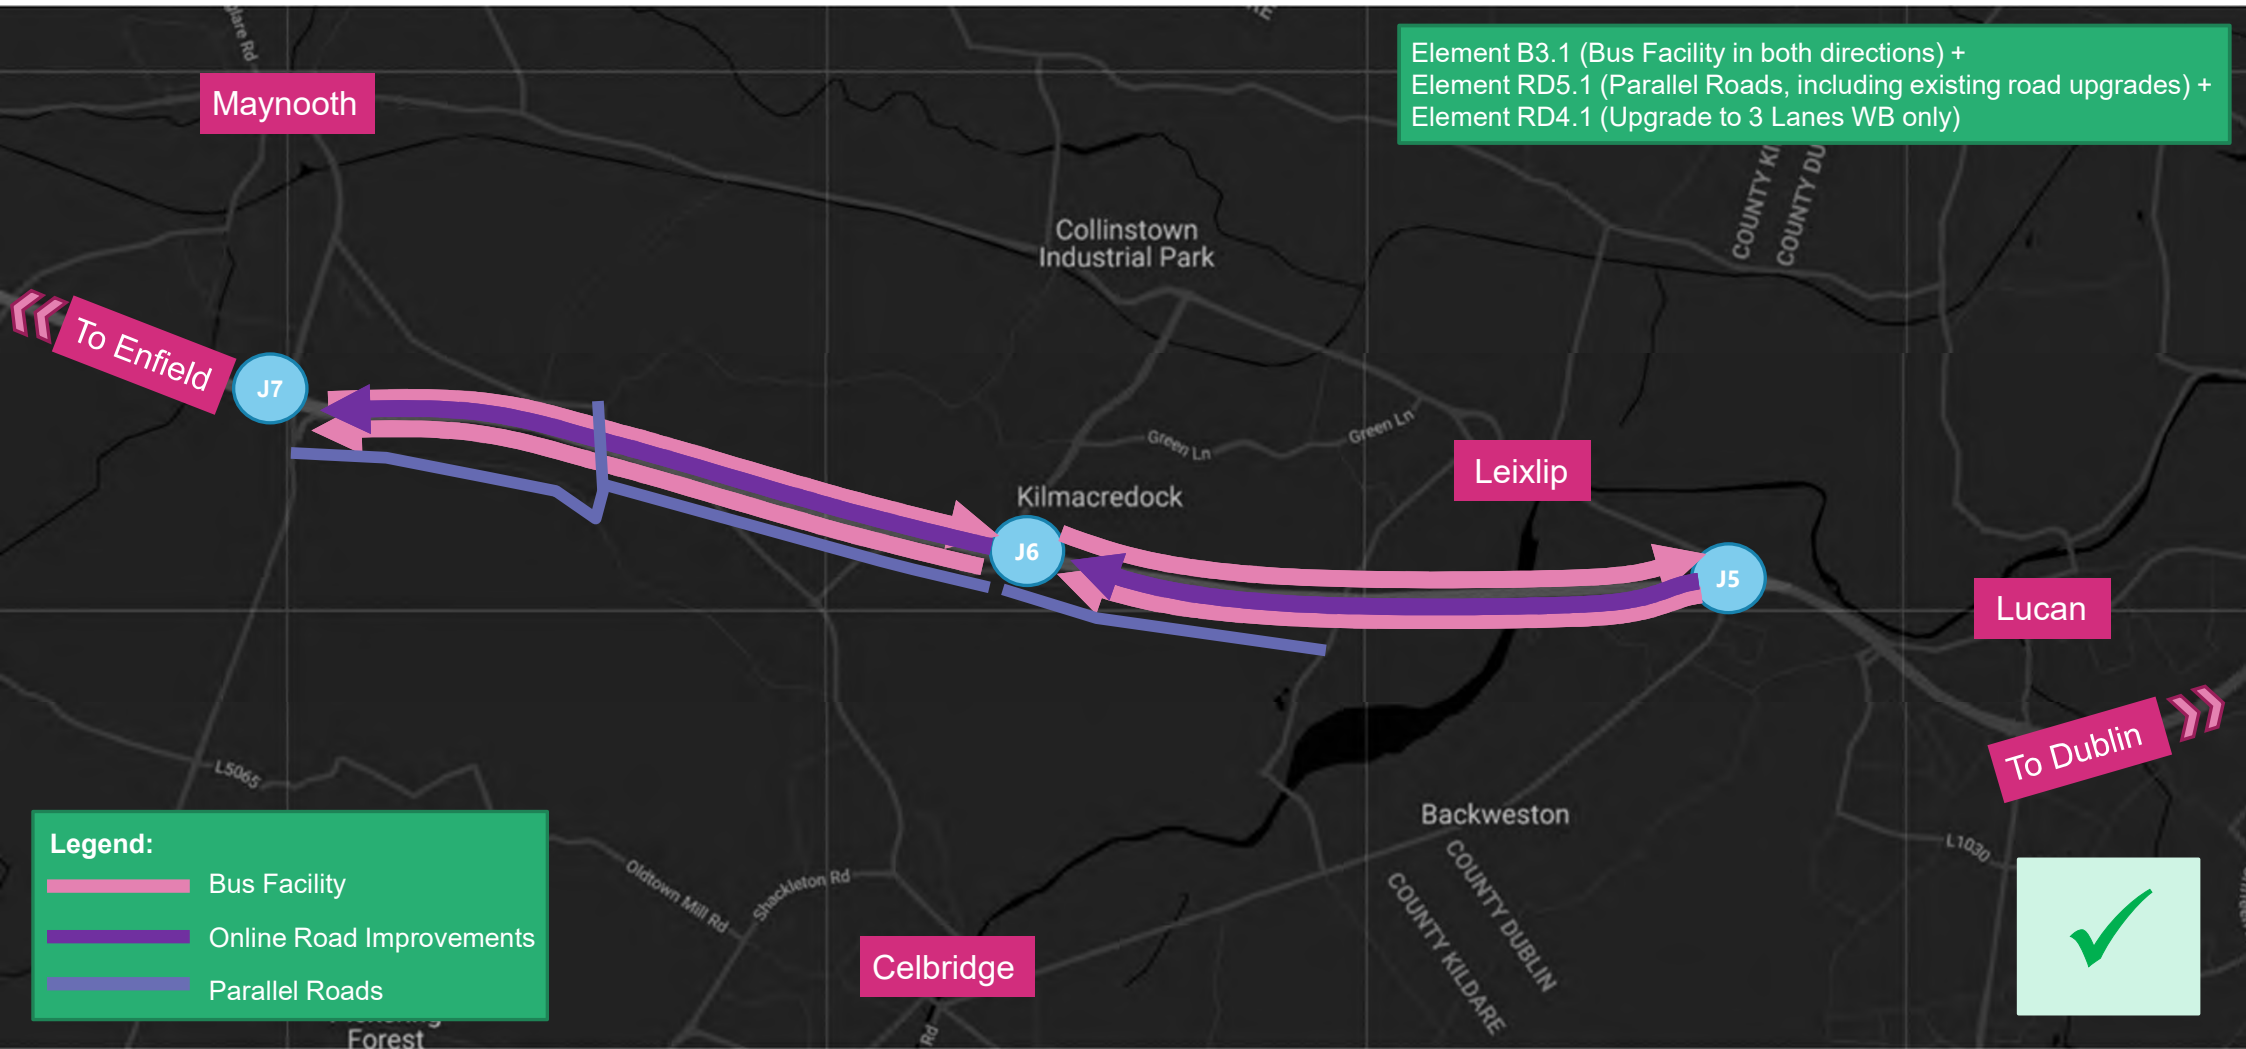 Element B3.1 (Bus Facility in both directions) +
Element RD5.1 (Parallel Roads, including existing road upgrades) +
Element RD4.1 (Upgrade to 3 Lanes WB only)
Maynooth
COUNTY DU
Collinstown
Industrial Park
To Enfield
J7
Green Ln
Green Ln
Leixlip
Kilmacredock
J6
J5
Lucan
To Dublin
L5065
Backweston
L1030
COUNTY DUBLIN
COUNTY KILDARE
Oldtown Mill Rd
Shackleton Rd
Celbridge
Rd
Legend:
Bus Facility
Online Road Improvements
Parallel Roads
Forest